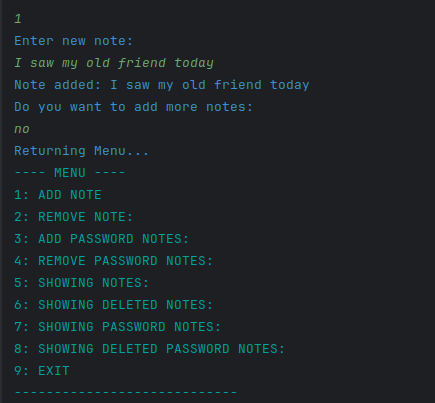 1
Enter new note:
I saw my old friend today
Note added: I saw my old friend today
Do you want to add more notes:
no
Returning Menu...
---- MENU ----
1: ADD NOTE
2: REMOVE NOTE:
3: ADD PASSWORD NOTES:
4: REMOVE PASSWORD NOTES:
5: SHOWING NOTES:
6: SHOWING DELETED NOTES:
7: SHOWING PASSWORD NOTES:
8: SHOWING DELETED PASSWORD NOTES:
9: EXIT
----------------------------